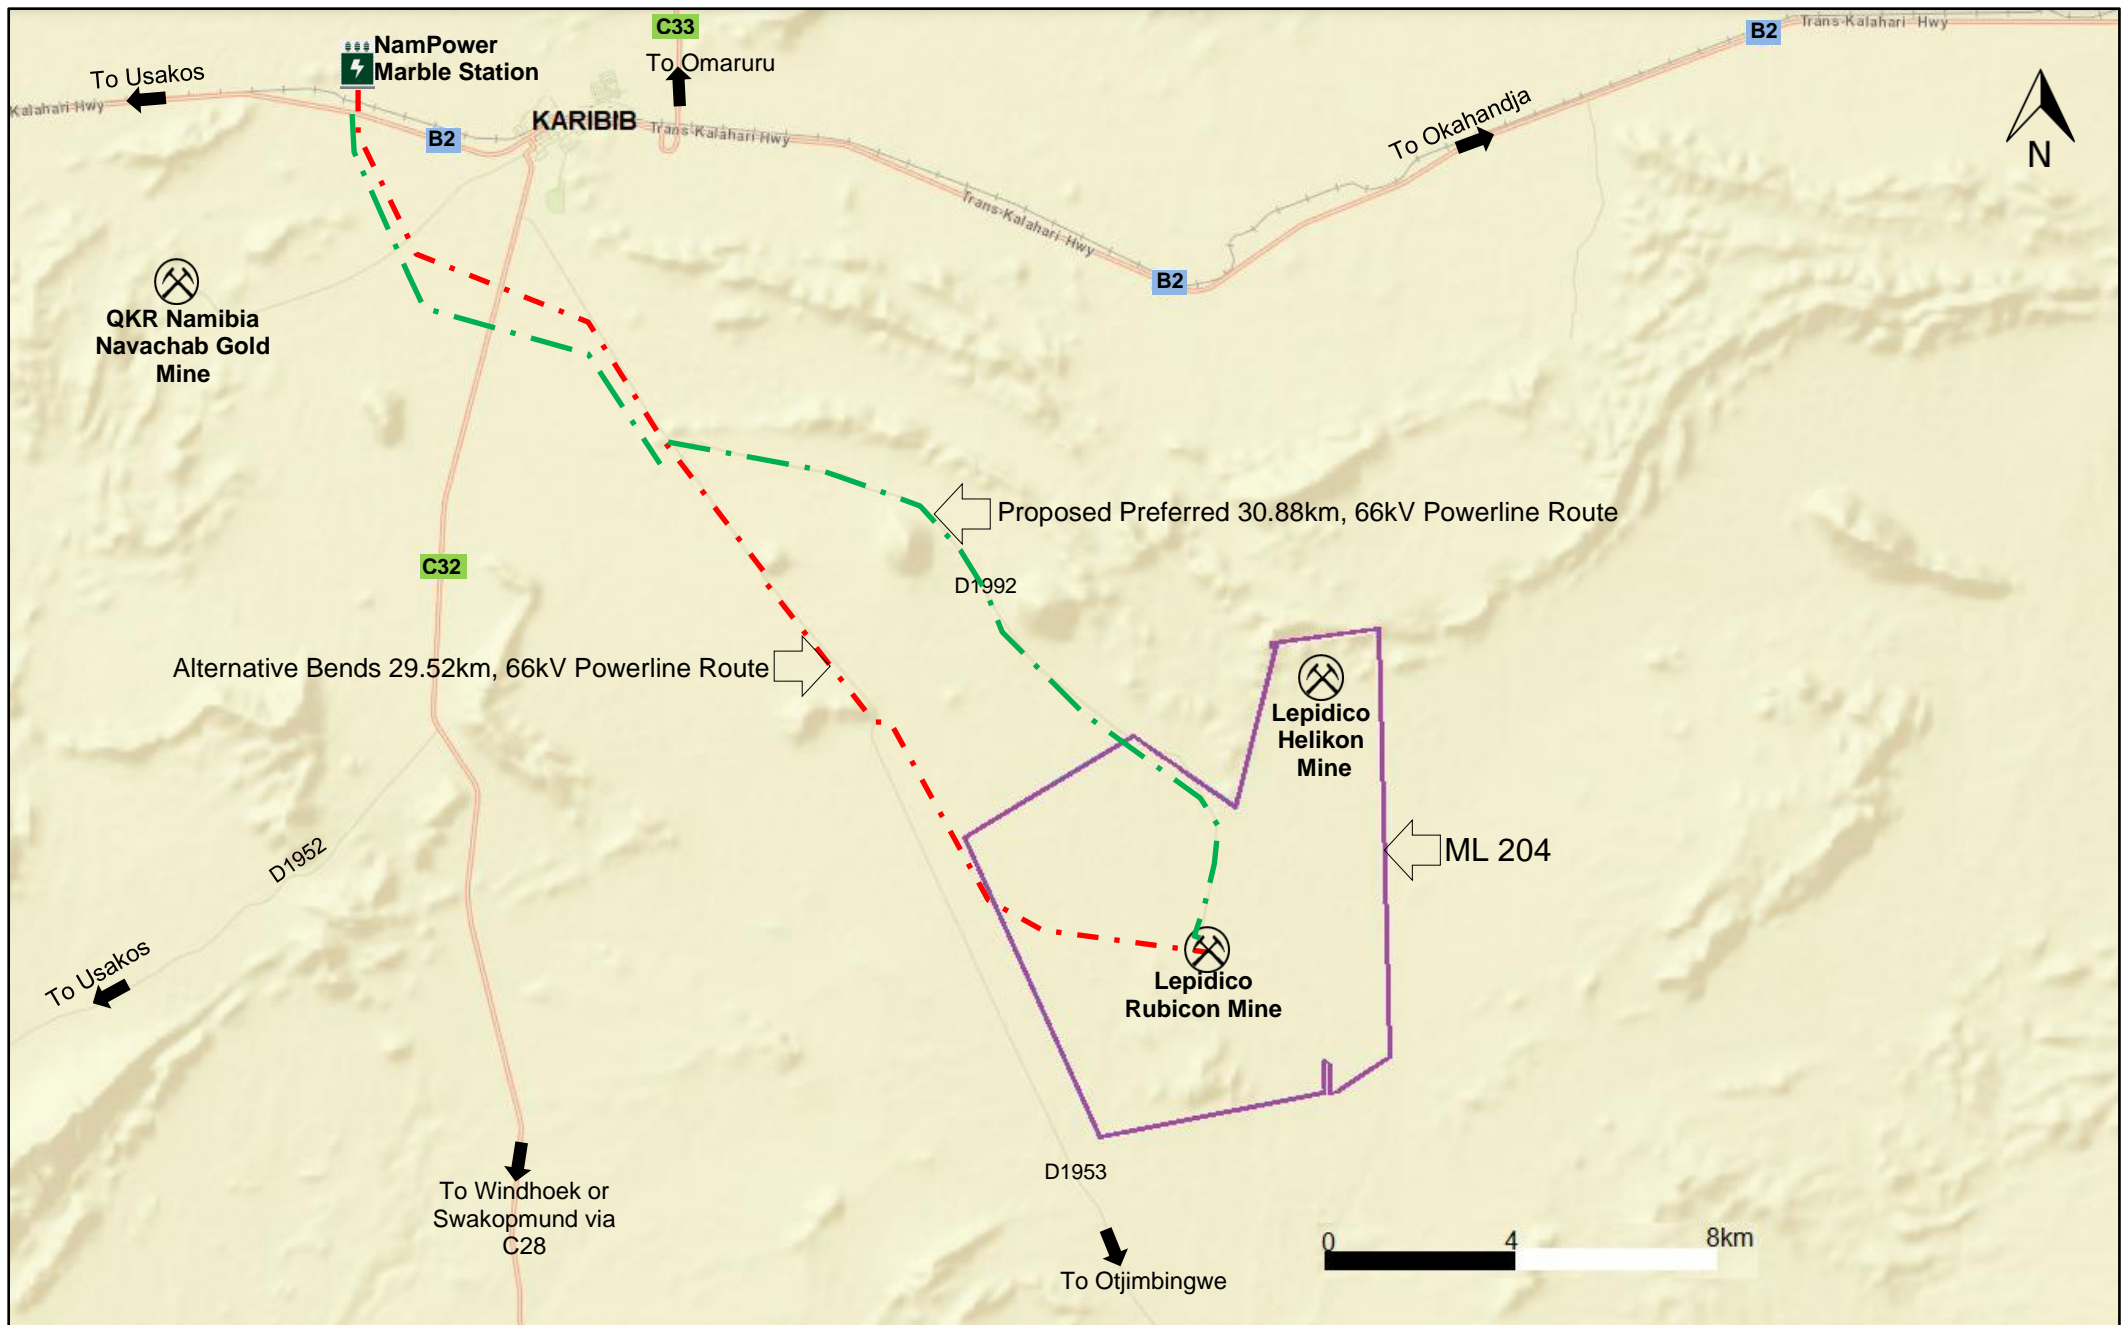 C33
B2
Trans-Kalahari Hwy
NamPower
Marble Station
To Omaruru
To Usakos
Kalahari Hwy
KARIBIB
Trans-Kalahari Hwy
B2
To Okahandja
N
Trans-Kalahari Hwy
B2
QKR Namibia
Navachab Gold
Mine
Proposed Preferred 30.88km, 66kV Powerline Route
C32
D1992
Alternative Bends 29.52km, 66kV Powerline Route
Lepidico
Helikon
Mine
D1952
ML 204
To Usakos
Lepidico
Rubicon Mine
D1953
To Windhoek or
Swakopmund via
C28
0 4 8km
To Otjimbingwe